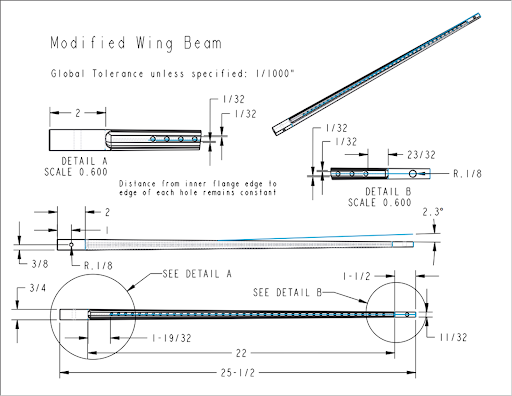 Modified Wing Beam
Global Tolerance unless specified: 1/1000"
2
1/32
1/32
DETAIL A
SCALE 0.600
1/32
1/32
23/32
R.1/8
DETAIL B
SCALE 0.600
Distance from inner flange edge to
edge of each hole remains constant
2
1
2.3°
3/8
R.1/8
SEE DETAIL A
1-1/2
3/4
SEE DETAIL B
1-19/32
11/32
22
25-1/2